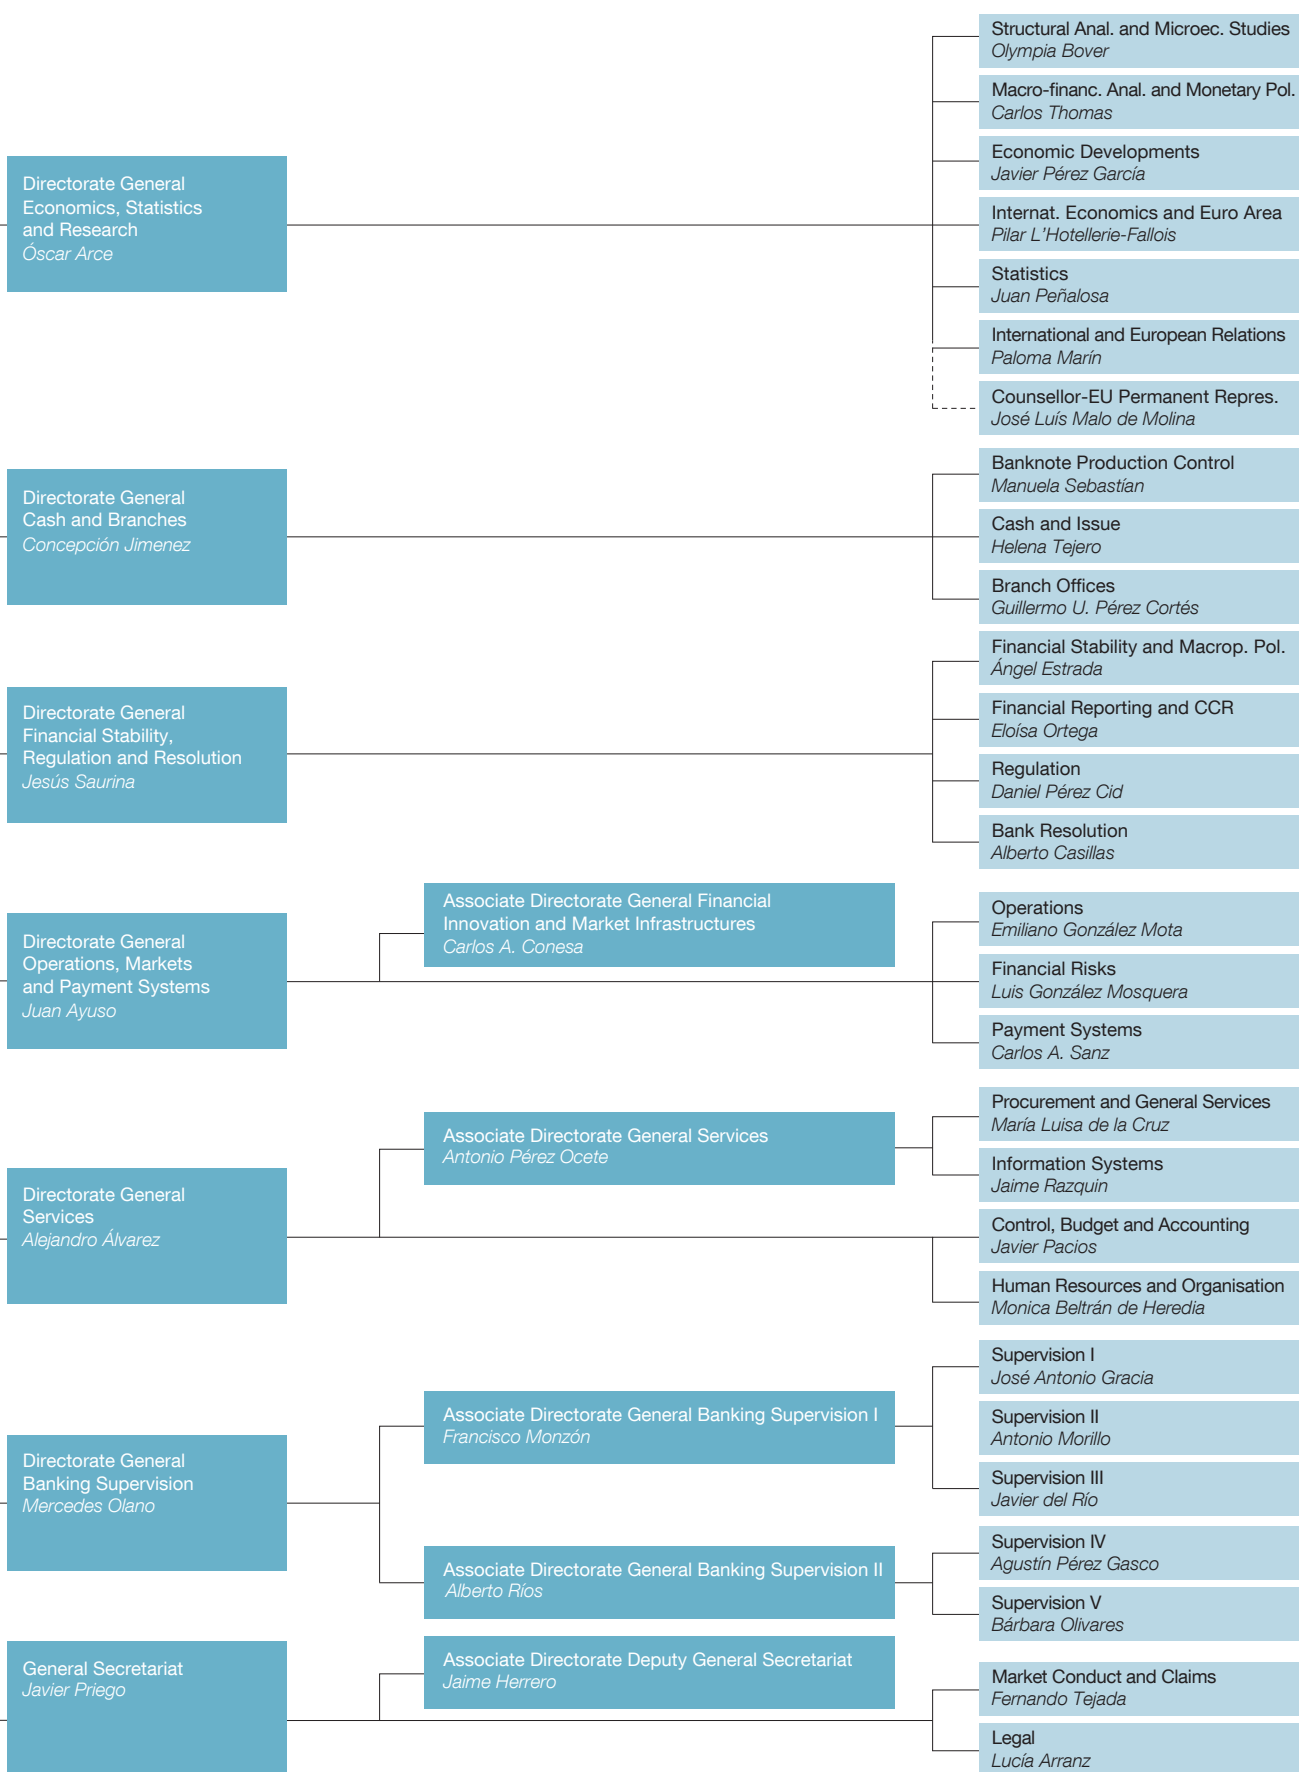 Structural Anal. and Microec. Studies
Olympia Bover
Macro-financ. Anal. and Monetary Pol.
Carlos Thomas
Economic Developments
Javier Pérez García
Directorate General
Economics, Statistics
and Research
Óscar Arce
Internat. Economics and Euro Area
Pilar L'Hotellerie-Fallois
Statistics
Juan Peñalosa
International and European Relations
Paloma Marín
Counsellor-EU Permanent Repres.
José Luís Malo de Molina
Directorate General
Cash and Branches
Concepción Jimenez
Banknote Production Control
Manuela Sebastían
Cash and Issue
Helena Tejero
Branch Offices
Guillermo U. Pérez Cortés
Directorate General
Financial Stability,
Regulation and Resolution
Jesús Saurina
Financial Stability and Macrop. Pol.
Ángel Estrada
Financial Reporting and CCR
Eloísa Ortega
Regulation
Daniel Pérez Cid
Bank Resolution
Alberto Casillas
Directorate General
Operations, Markets
and Payment Systems
Juan Ayuso
Associate Directorate General Financial
Innovation and Market Infrastructures
Carlos A. Conesa
Operations
Emiliano González Mota
Financial Risks
Luis González Mosquera
Payment Systems
Carlos A. Sanz
Directorate General
Services
Alejandro Álvarez
Associate Directorate General Services
Antonio Pérez Ocete
Procurement and General Services
María Luisa de la Cruz
Information Systems
Jaime Razquin
Control, Budget and Accounting
Javier Pacios
Human Resources and Organisation
Monica Beltrán de Heredia
Directorate General
Banking Supervision
Mercedes Olano
Associate Directorate General Banking Supervision I
Francisco Monzón
Supervision I
José Antonio Gracia
Supervision II
Antonio Morillo
Supervision III
Javier del Río
Associate Directorate General Banking Supervision II
Alberto Ríos
Supervision IV
Agustín Pérez Gasco
Supervision V
Bárbara Olivares
General Secretariat
Javier Priego
Associate Directorate Deputy General Secretariat
Jaime Herrero
Market Conduct and Claims
Fernando Tejada
Legal
Lucía Arranz